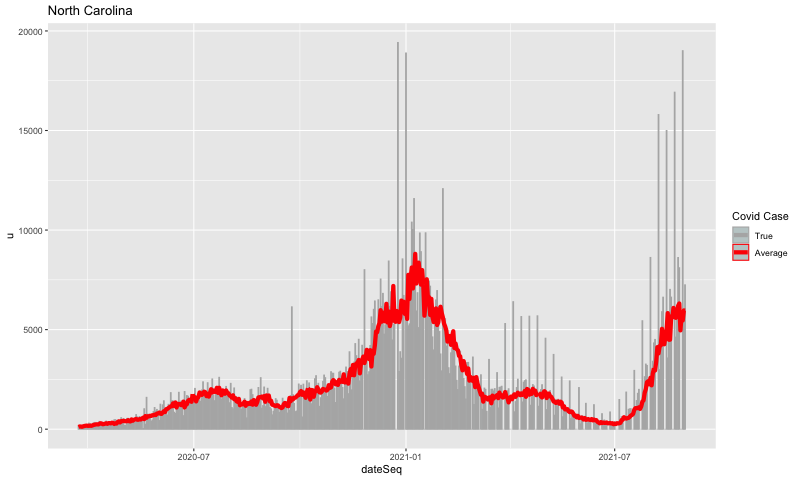 North Carolina
20000
15000
10000
5000
0
u
2020-07
2021-01
2021-07
dateSeq
Covid Case
True
Average